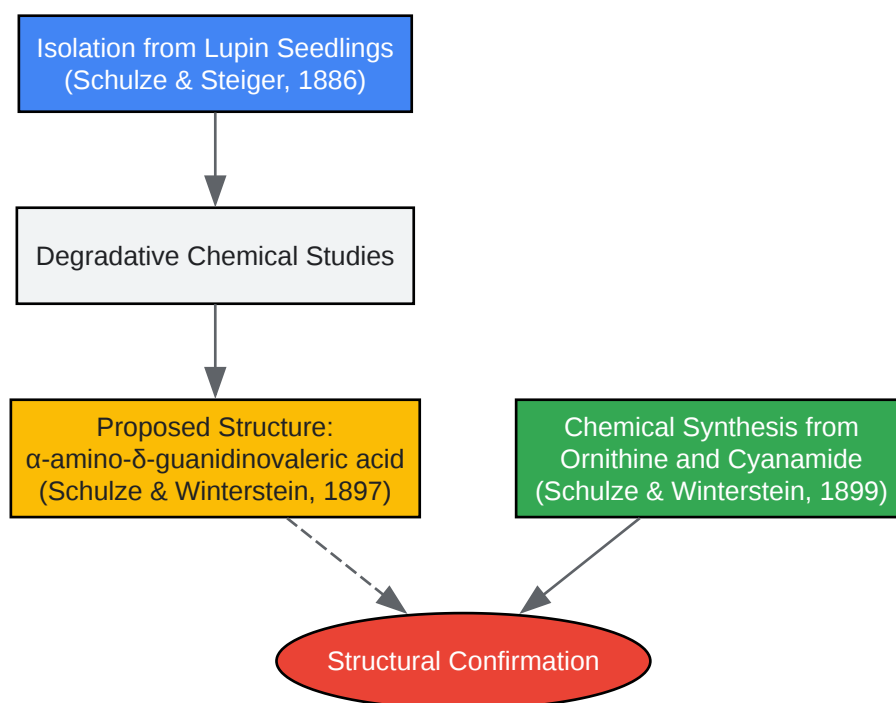 Isolation from Lupin Seedlings
(Schulze & Steiger, 1886)
Degradative Chemical Studies
Proposed Structure:
α-amino-δ-guanidinovaleric acid
(Schulze & Winterstein, 1897)
Chemical Synthesis from
Ornithine and Cyanamide
(Schulze & Winterstein, 1899)
Structural Confirmation